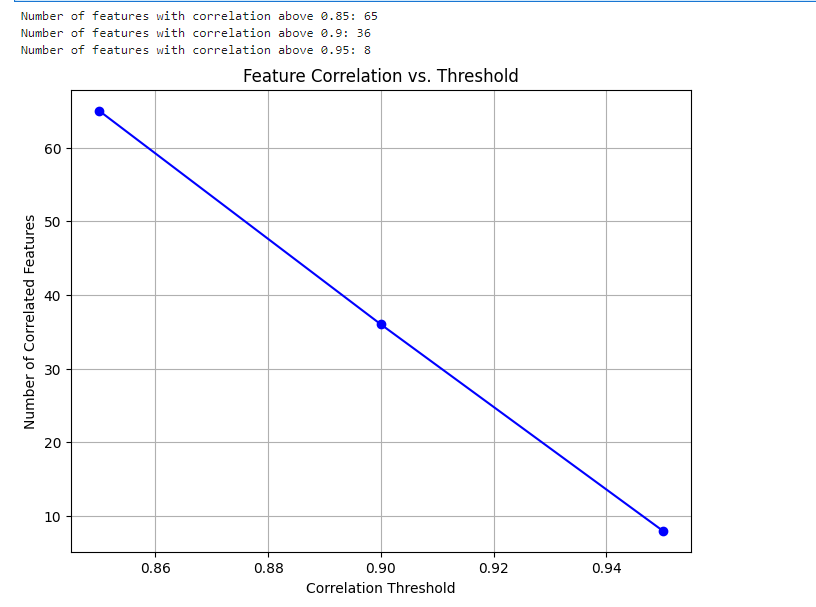 Number of features with correlation above 0.85: 65
Number of features with correlation above 0.9: 36
Number of features with correlation above 0.95: 8
Feature Correlation vs. Threshold
Number of Correlated Features
60
50
40
30
20
10
0.86 0.88 0.90 0.92 0.94
Correlation Threshold